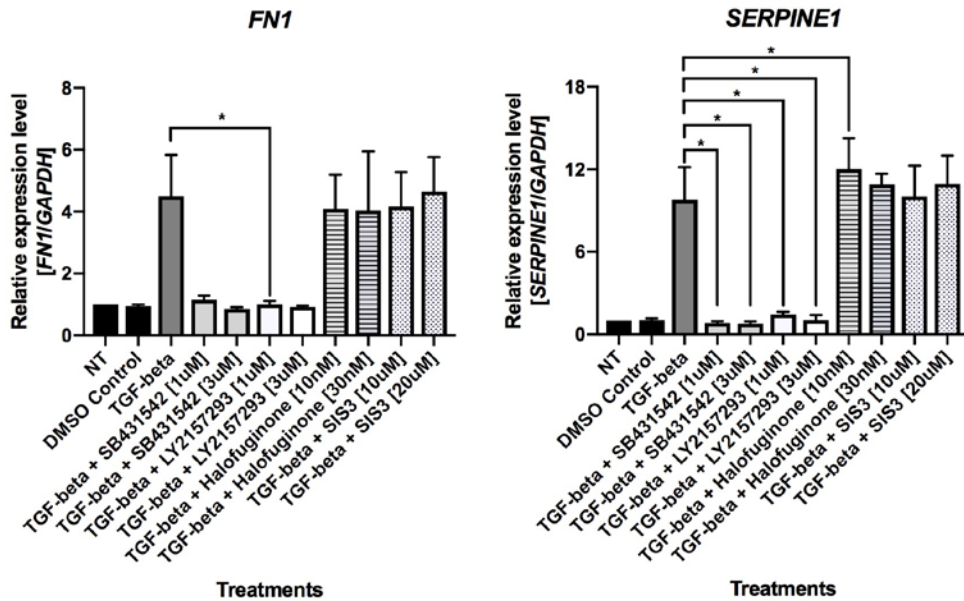 FN1
Relative expression level
[FN1/GAPDH]
8
6
4
2
0
*
NT
DMSO Control
TGF-beta
TGF-beta + SB431542 [1uM]
TGF-beta + SB431542 [3uM]
TGF-beta + LY2157293 [1uM]
TGF-beta + LY2157293 [3uM]
TGF-beta + Halofuginone [10nM]
TGF-beta + Halofuginone [30nM]
TGF-beta + SIS3 [10uM]
TGF-beta + SIS3 [20uM]
Treatments
SERPINE1
Relative expression level
[SERPINE1/GAPDH]
18
12
6
0
*
*
*
*
*
NT
DMSO Control
TGF-beta
TGF-beta + SB431542 [1uM]
TGF-beta + SB431542 [3uM]
TGF-beta + LY2157293 [1uM]
TGF-beta + LY2157293 [3uM]
TGF-beta + Halofuginone [10nM]
TGF-beta + Halofuginone [30nM]
TGF-beta + SIS3 [10uM]
TGF-beta + SIS3 [20uM]
Treatments